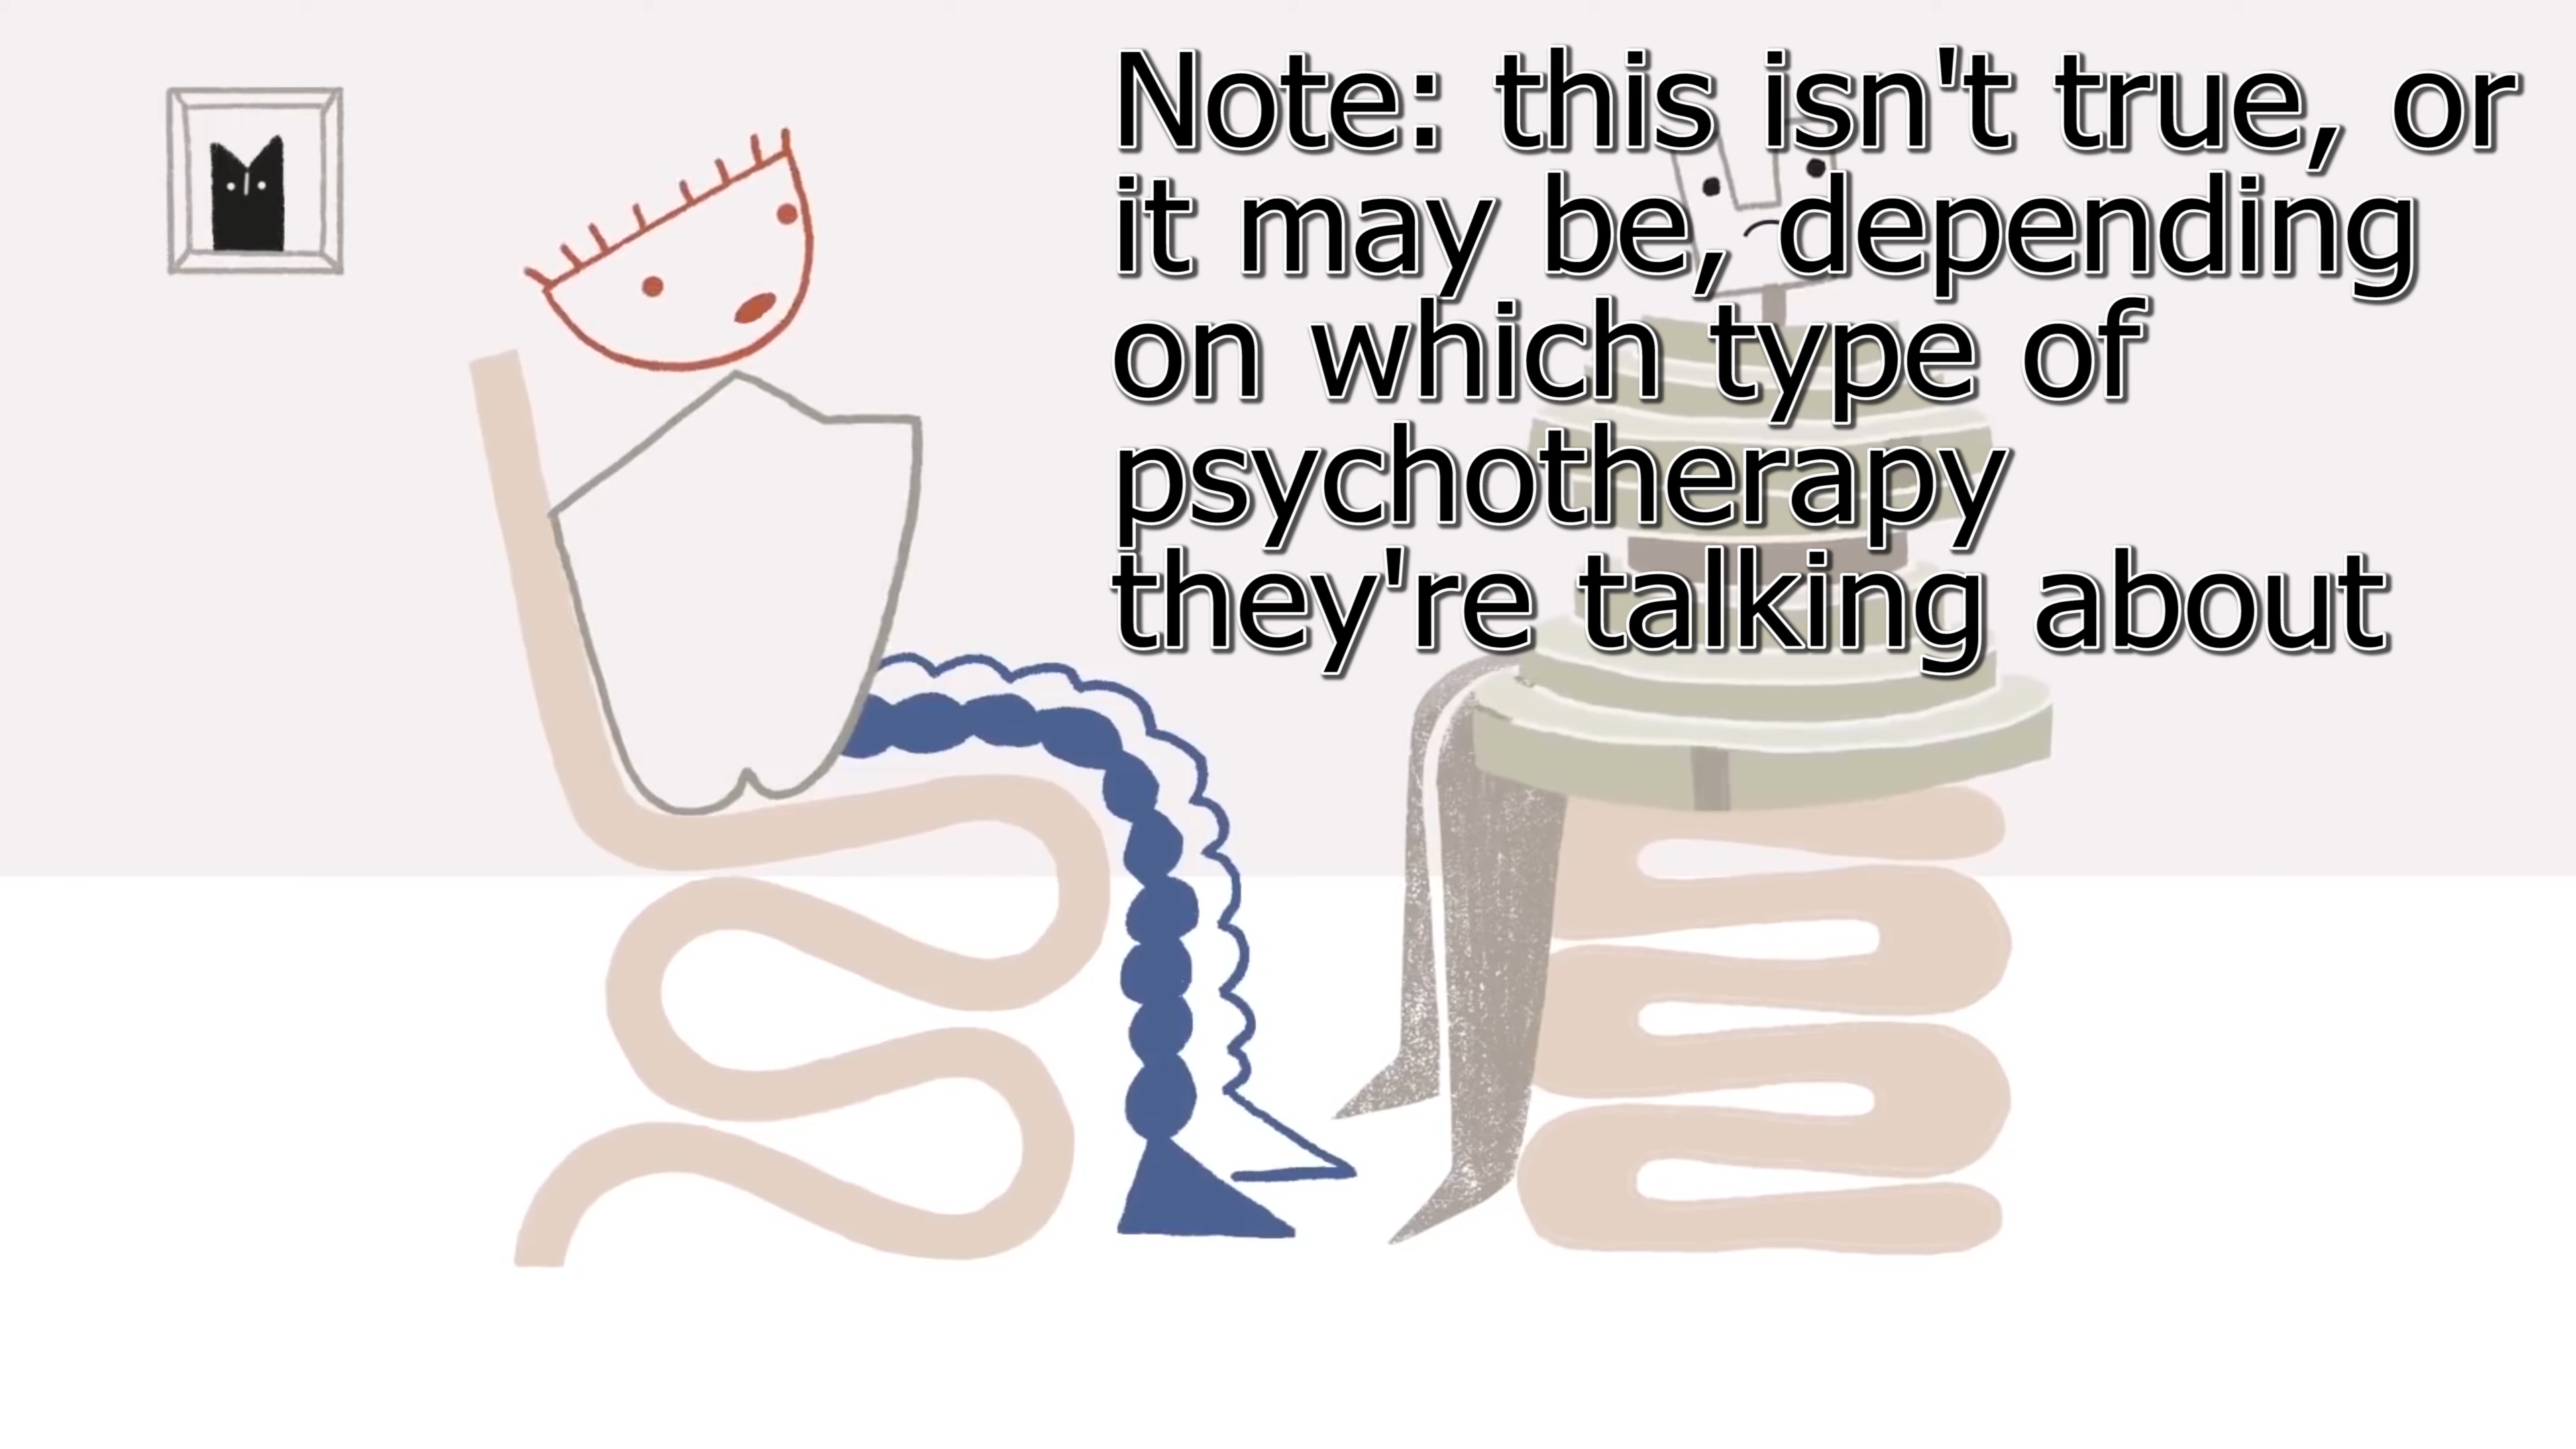 Note: this isn't true, or
it may be, depending
on which type of
psychotherapy
they're talking about